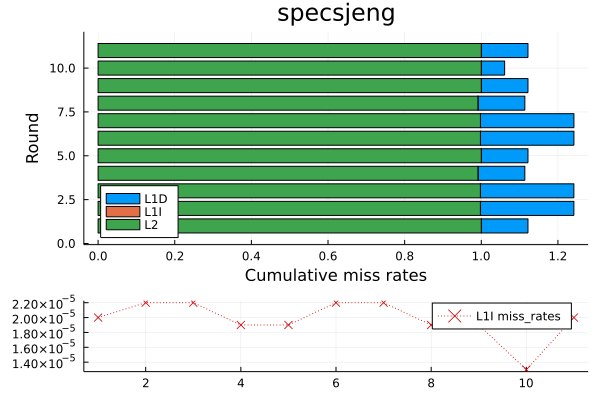 specsjeng
Round
10.0
7.5
5.0
2.5
0.0
L1D
L1I
L2
0.0 0.2 0.4 0.6 0.8 1.0 1.2
Cumulative miss rates
2.20×10⁻⁵
2.00×10⁻⁵
1.80×10⁻⁵
1.60×10⁻⁵
1.40×10⁻⁵
L1I miss_rates
2 4 6 8 10